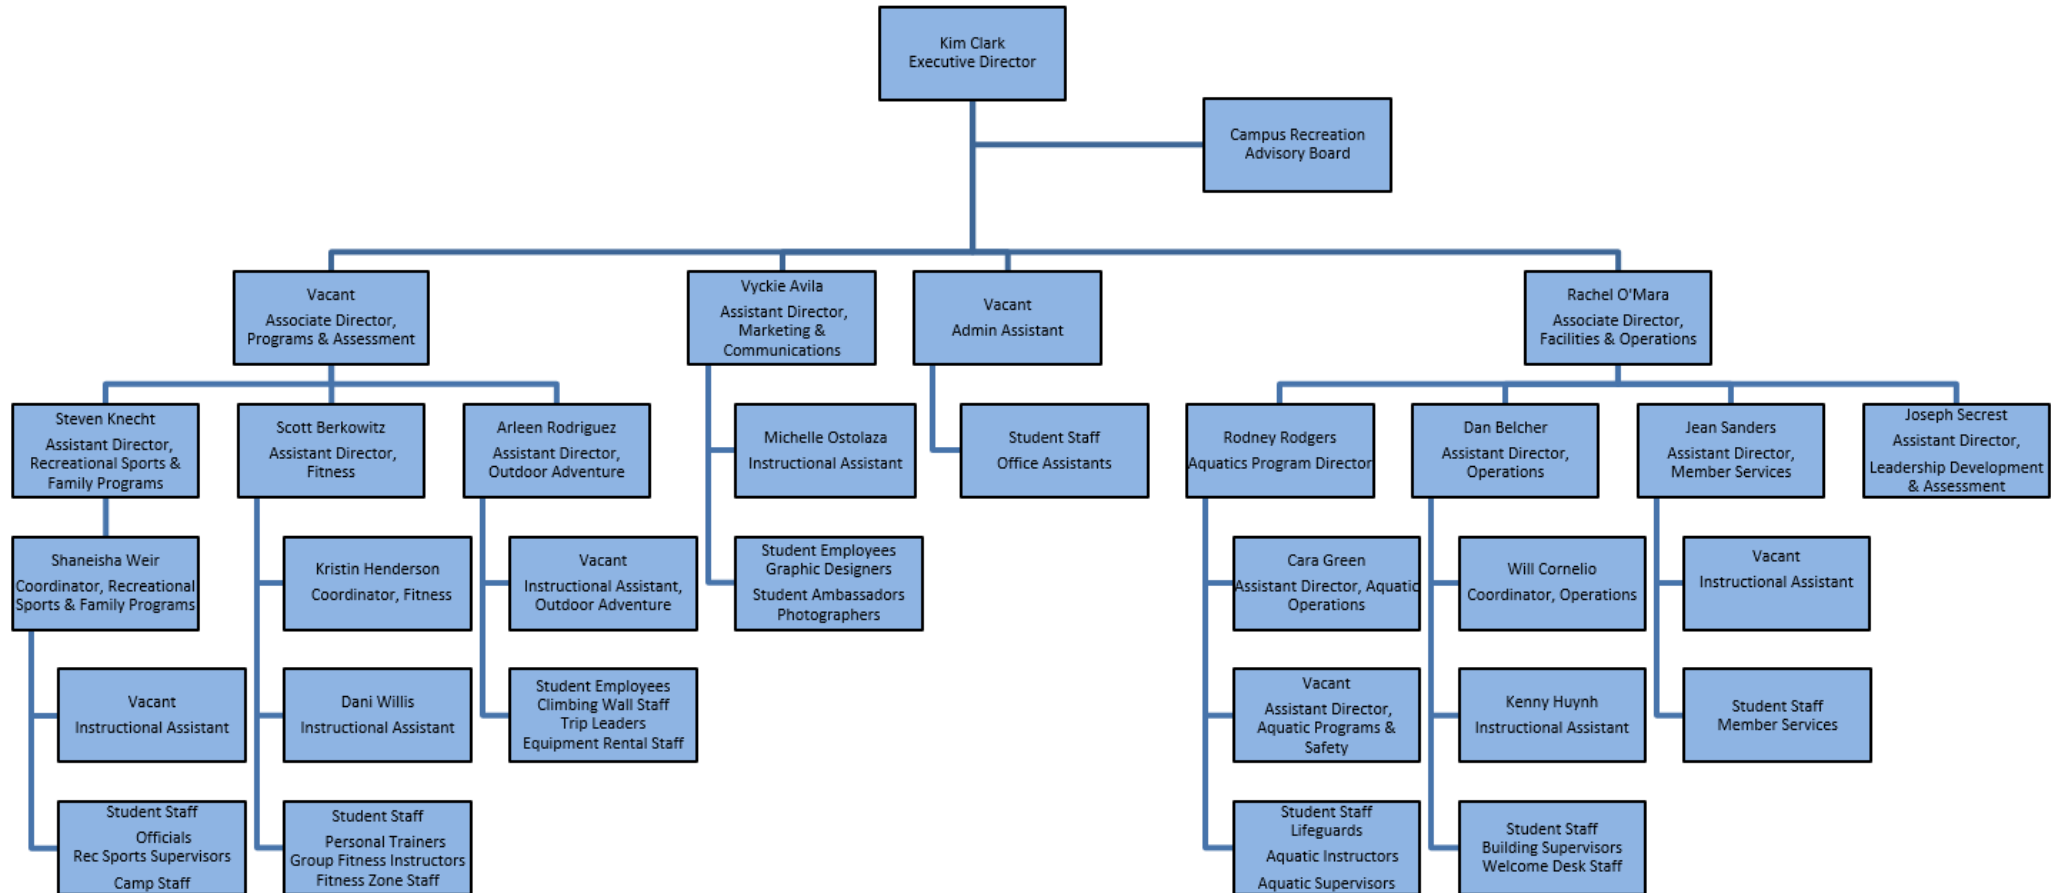 Kim Clark
Executive Director
Campus Recreation
Advisory Board
Vacant
Associate Director,
Programs & Assessment
Vyckie Avila
Assistant Director,
Marketing &
Communications
Vacant
Admin Assistant
Rachel O'Mara
Associate Director,
Facilities & Operations
Steven Knecht
Assistant Director,
Recreational Sports &
Family Programs
Scott Berkowitz
Assistant Director,
Fitness
Arleen Rodriguez
Assistant Director,
Outdoor Adventure
Michelle Ostolaza
Instructional Assistant
Student Staff
Office Assistants
Rodney Rodgers
Aquatics Program Director
Dan Belcher
Assistant Director,
Operations
Jean Sanders
Assistant Director,
Member Services
Joseph Secrest
Assistant Director,
Leadership Development
& Assessment
Shaneisha Weir
Coordinator, Recreational
Sports & Family Programs
Kristin Henderson
Coordinator, Fitness
Vacant
Instructional Assistant,
Outdoor Adventure
Student Employees
Graphic Designers
Student Ambassadors
Photographers
Cara Green
Assistant Director, Aquatic
Operations
Will Cornelio
Coordinator, Operations
Vacant
Instructional Assistant
Vacant
Instructional Assistant
Dani Willis
Instructional Assistant
Student Employees
Climbing Wall Staff
Trip Leaders
Equipment Rental Staff
Vacant
Assistant Director,
Aquatic Programs &
Safety
Kenny Huynh
Instructional Assistant
Student Staff
Member Services
Student Staff
Officials
Rec Sports Supervisors
Camp Staff
Student Staff
Personal Trainers
Group Fitness Instructors
Fitness Zone Staff
Student Staff
Lifeguards
Aquatic Instructors
Aquatic Supervisors
Student Staff
Building Supervisors
Welcome Desk Staff